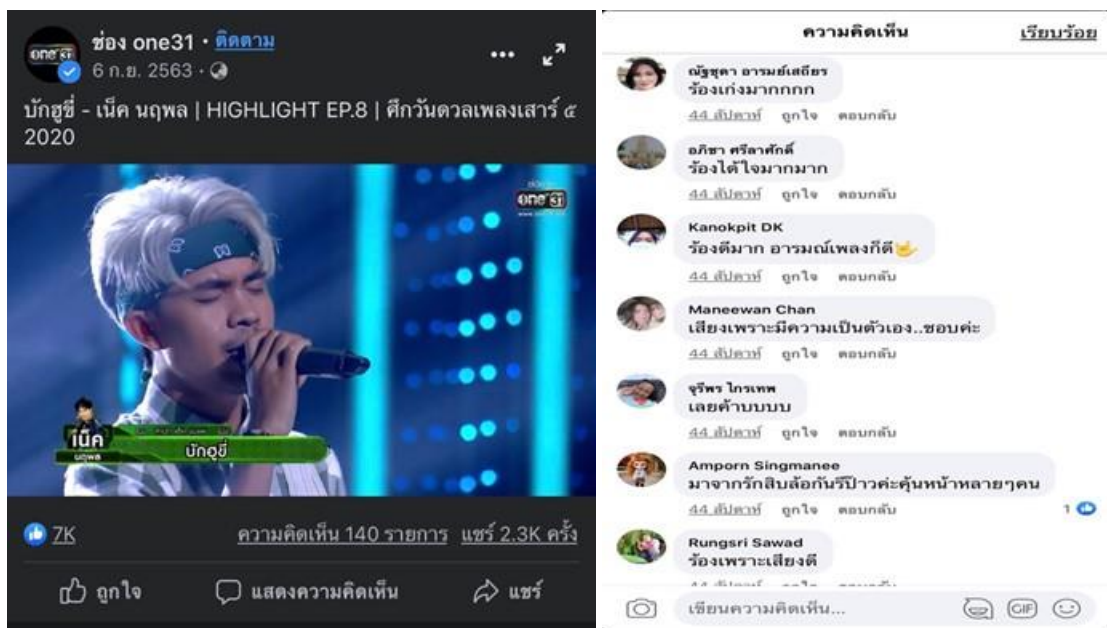 ช่อง one31 · ติดตาม
6 ก.ย. 2563 ·
บักฮูขี่ - เน็ค นฤพล | HIGHLIGHT EP.8 | ศึกวันดวลเพลงเสาร์ ๕
2020
one 31
one 31
เน็ค
นฤพล
บักฮูขี่
7K
ความคิดเห็น 140 รายการ แชร์ 2.3K ครั้ง
ถูกใจ แสดงความคิดเห็น แชร์
ความคิดเห็น เรียบร้อย
ณัฐชุดา อารมย์เสถียร
ร้องเก่งมากกกก
44 สัปดาห์ ถูกใจ ตอบกลับ
อภิชา ศรีลาศักดิ์
ร้องได้ใจมากมาก
44 สัปดาห์ ถูกใจ ตอบกลับ
Kanokpit DK
ร้องดีมาก อารมณ์เพลงก็ดี🤟
44 สัปดาห์ ถูกใจ ตอบกลับ
Maneewan Chan
เสียงเพราะมีความเป็นตัวเอง..ชอบค่ะ
44 สัปดาห์ ถูกใจ ตอบกลับ
จุรีพร ไกรเทพ
เลยค้าบบบบ
44 สัปดาห์ ถูกใจ ตอบกลับ
Amporn Singmanee
มาจากรักสิบล้อกันรึป่าวค่ะคุ้นหน้าหลายๆคน
44 สัปดาห์ ถูกใจ ตอบกลับ 1
Rungsri Sawad
ร้องเพราะเสียงดี
เขียนความคิดเห็น... GIF